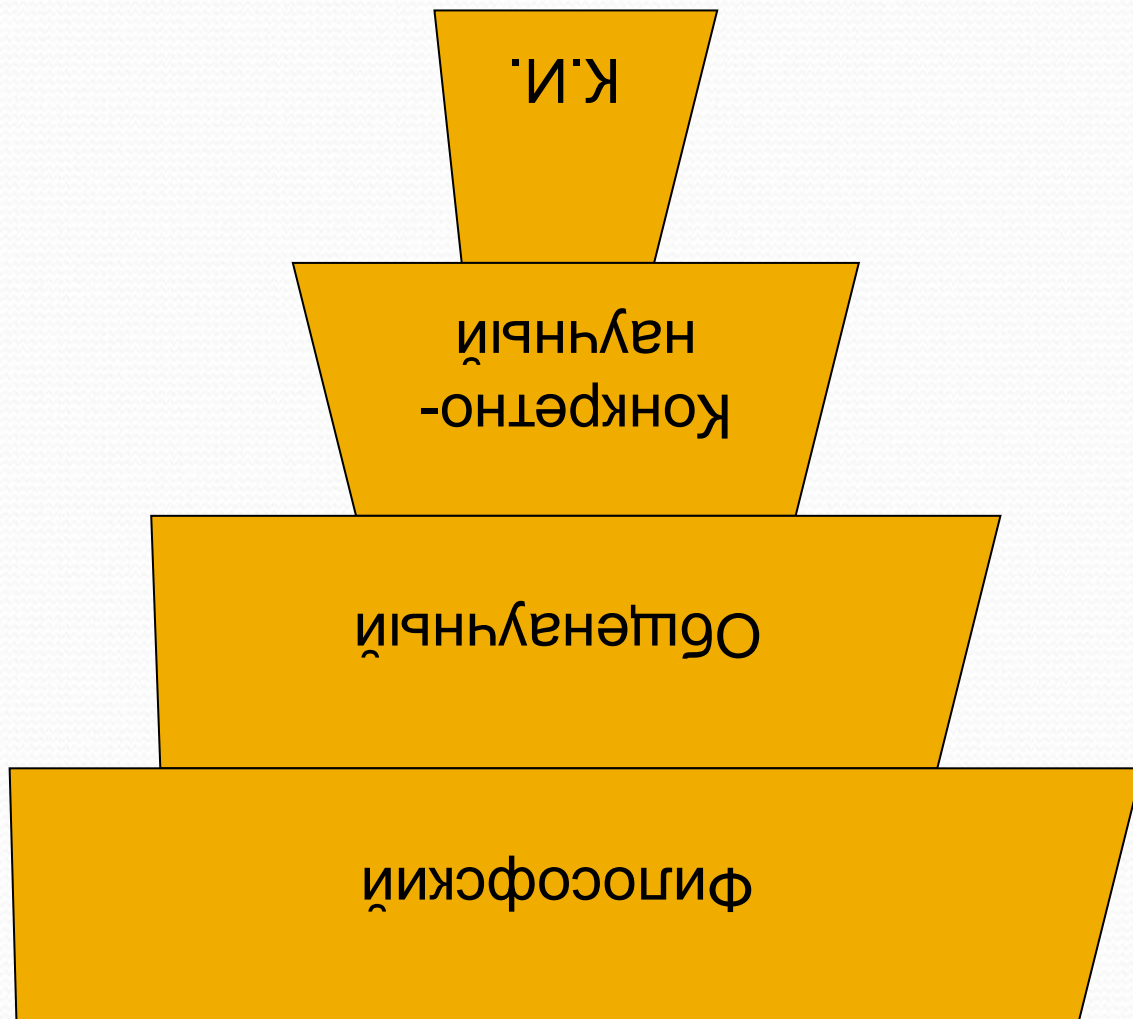 Философский
Общенаучный
Конкретно-
научный
К.И.